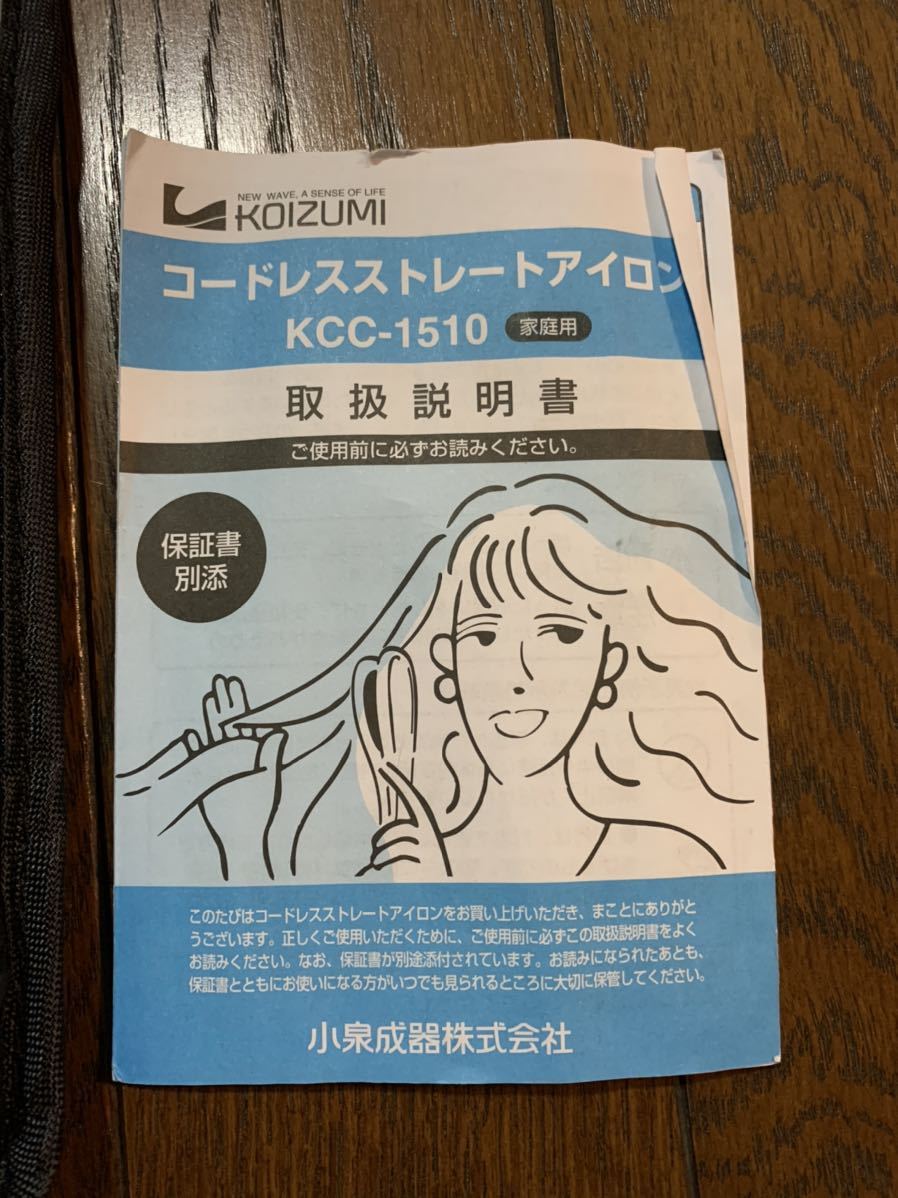 NEW WAVE, A SENSE OF LIFE
KOIZUMI
コードレスストレートアイロン
KCC-1510 家庭用
取扱説明書
ご使用前に必ずお読みください。
保証書
別添
このたびはコードレスストレートアイロンをお買い上げいただき、まことにありがと
うございます。正しくご使用いただくために、ご使用前に必ずこの取扱説明書をよく
お読みください。なお、保証書が別途添付されています。お読みになられたあとも、
保証書とともにお使いになる方がいつでも見られるところに大切に保管してください。
小泉成器株式会社